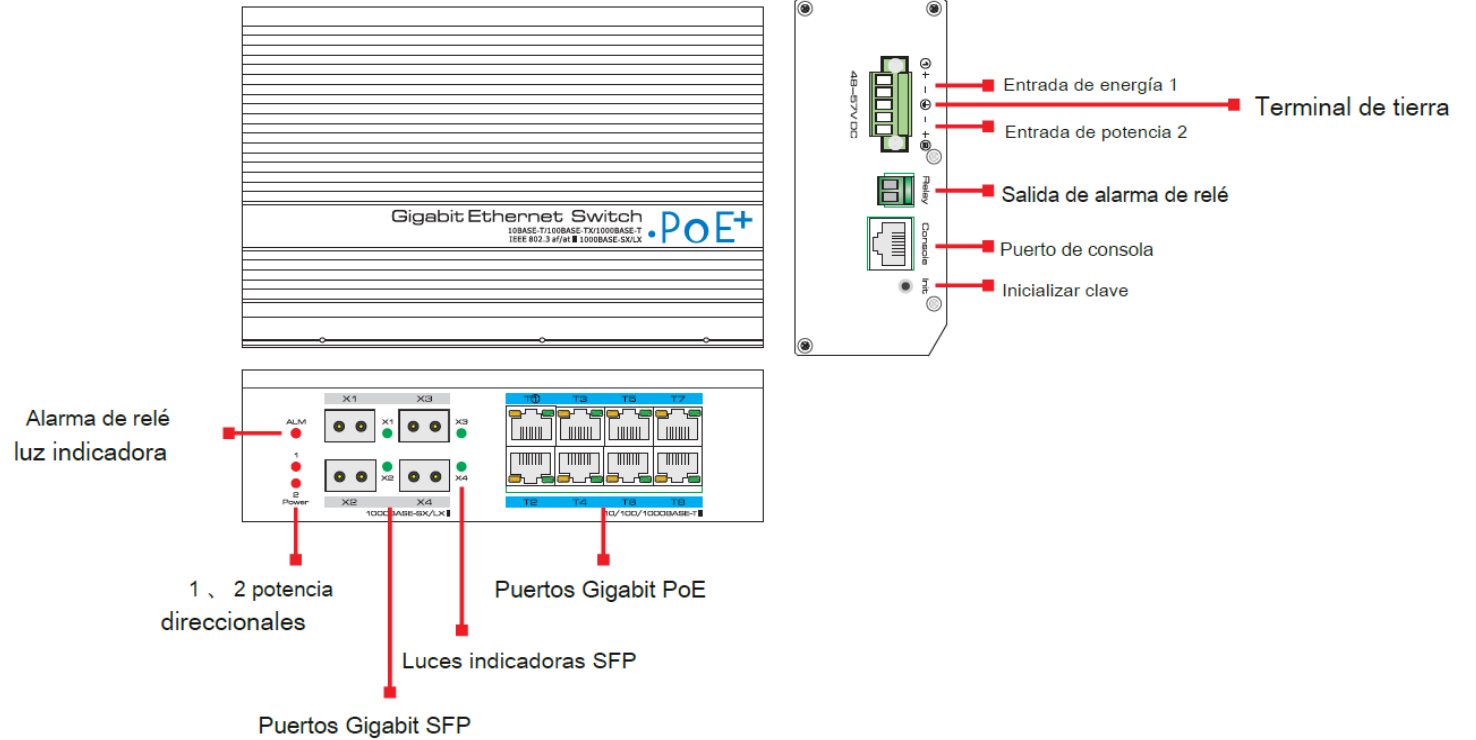 Gigabit Ethernet Switch
10BASE-T/100BASE-TX/1000BASE-T
IEEE 802.3 af/at 1000BASE-SX/LX
·PoE+
48~57V DC
1 + - - + 2
Relay
Console
Init
Entrada de energía 1
Terminal de tierra
Entrada de potencia 2
Salida de alarma de relé
Puerto de consola
Inicializar clave
X1 X3
ALM
X1 X3
1
2
Power
X2 X4
X2 X4
1000BASE-SX/LX
T① T3 T5 T7
T2 T4 T6 T8
10/100/1000BASE-T
Alarma de relé
luz indicadora
1 、 2 potencia
direccionales
Puertos Gigabit PoE
Luces indicadoras SFP
Puertos Gigabit SFP